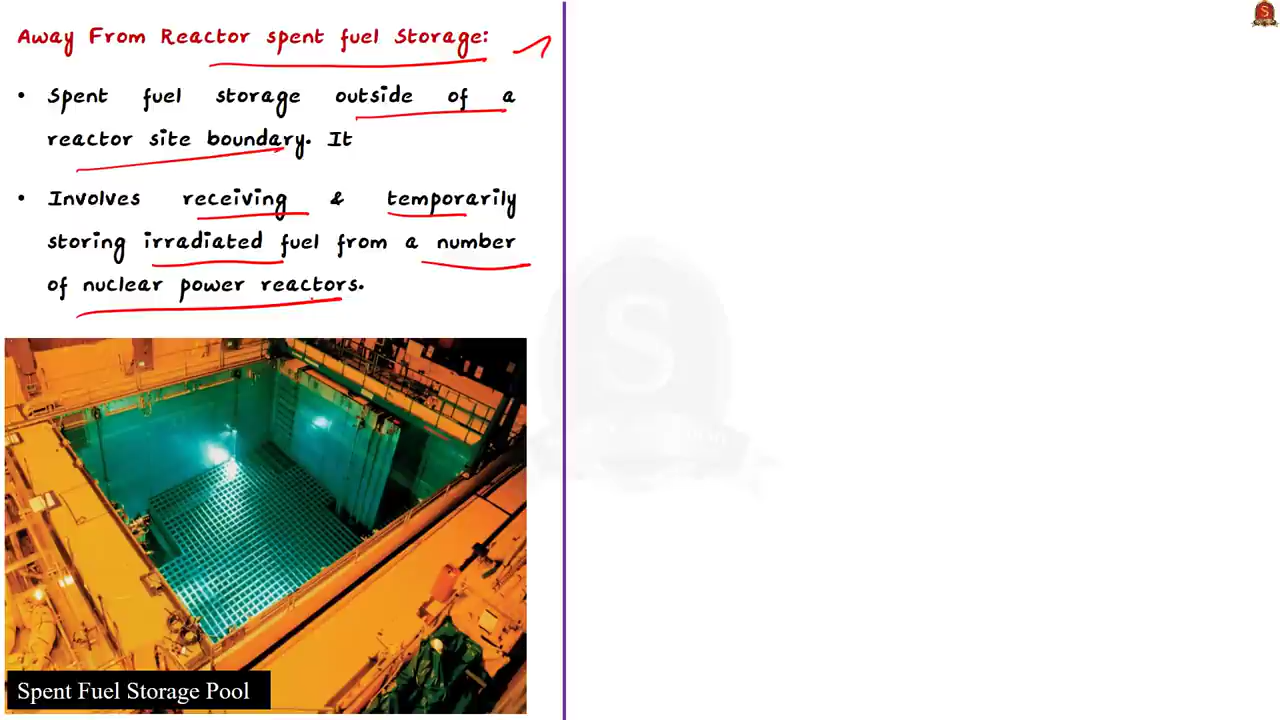 Away From Reactor spent fuel Storage:
• Spent fuel storage outside of a
reactor site boundary. It
• Involves receiving & temporarily
storing irradiated fuel from a number
of nuclear power reactors.
Spent Fuel Storage Pool
S
S